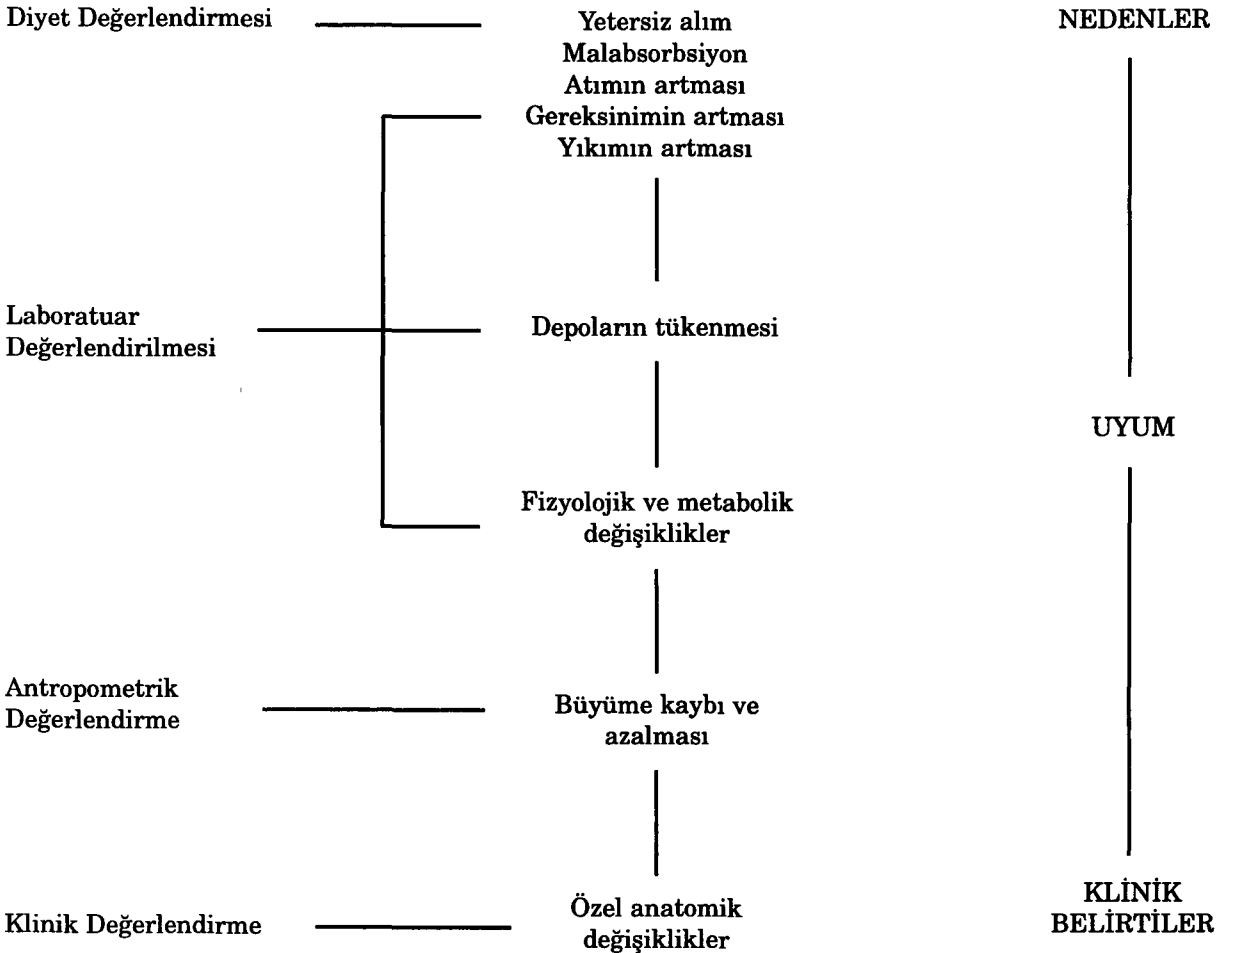 Diyet Değerlendirmesi
Yetersiz alım
Malabsorbsiyon
Atımın artması
Gereksinimin artması
Yıkımın artması
NEDENLER
Laboratuar
Değerlendirilmesi
Depoların tükenmesi
UYUM
Fizyolojik ve metabolik
değişiklikler
Antropometrik
Değerlendirme
Büyüme kaybı ve
azalması
Klinik Değerlendirme
Özel anatomik
değişiklikler
KLİNİK
BELİRTİLER